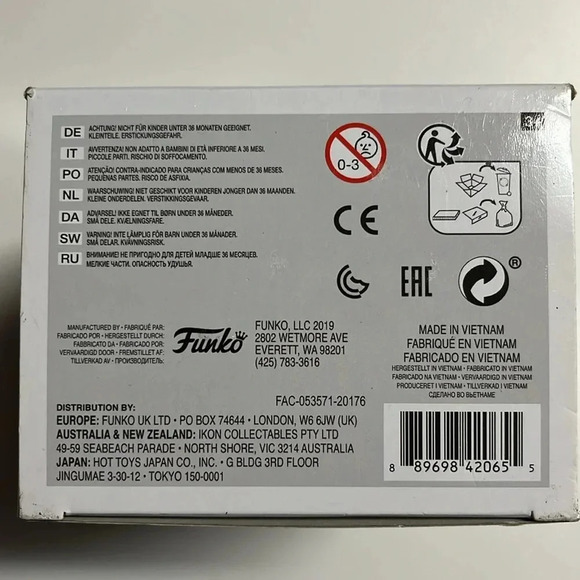 DE ACHTUNG! NICHT FÜR KINDER UNTER 36 MONATEN GEEIGNET.
KLEINTEILE. ERSTICKUNGSGEFAHR.
IT AVVERTENZA! NON ADATTO A BAMBINI DI ETÀ INFERIORE A 36 MESI.
PICCOLE PARTI. RISCHIO DI SOFFOCAMENTO.
PO ATENÇÃO! CONTRA-INDICADO PARA CRIANÇAS COM MENOS DE 36 MESES.
PEQUENAS PARTES. RISCO DE ASFIXIA.
NL WAARSCHUWING! NIET GESCHIKT VOOR KINDEREN JONGER DAN 36 MAANDEN.
KLEINE ONDERDELEN. VERSTIKKINGSGEVAAR.
DA ADVARSEL! IKKE EGNET TIL BØRN UNDER 36 MÅNEDER.
SMÅ DELE. KVÆLNINGSFARE.
SW VARNING! INTE LÄMPLIG FÖR BARN UNDER 36 MÅNADER.
SMÅ DELAR. KVÄVNINGSRISK.
RU ВНИМАНИЕ! НЕ ПРИГОДНО ДЛЯ ДЕТЕЙ МЛАДШЕ 36 МЕСЯЦЕВ.
МЕЛКИЕ ЧАСТИ. ОПАСНОСТЬ УДУШЬЯ.
0-3
CE
EAC
®
MANUFACTURED BY • FABRIQUÉ PAR:
FABRICADO POR • HERGESTELLT DURCH:
FABBRICATO DA • FABRICADO POR:
VERVAARDIGD DOOR • FREMSTILLET AF:
TILLVERKAD AV • ПРОИЗВОДИТЕЛЬ:
Funko
FUNKO, LLC 2019
2802 WETMORE AVE
EVERETT, WA 98201
(425) 783-3616
MADE IN VIETNAM
FABRIQUÉ EN VIETNAM
FABRICADO EN VIETNAM
HERGESTELLT IN VIETNAM • FABBRICATO IN VIETNAM
FABRICADO NA VIETNAM • VERVAARDIGD IN VIETNAM
PRODUCERET I VIETNAM • TILLVERKAD I VIETNAM
СДЕЛАНО ВО ВЬЕТНАМЕ
FAC-053571-20176
DISTRIBUTION BY:
EUROPE: FUNKO UK LTD • PO BOX 74644 • LONDON, W6 6JW (UK)
AUSTRALIA & NEW ZEALAND: IKON COLLECTABLES PTY LTD
49-59 SEABEACH PARADE • NORTH SHORE, VIC 3214 AUSTRALIA
JAPAN: HOT TOYS JAPAN CO., INC. • G BLDG 3RD FLOOR
JINGUMAE 3-30-12 • TOKYO 150-0001
8 89698 42065 5